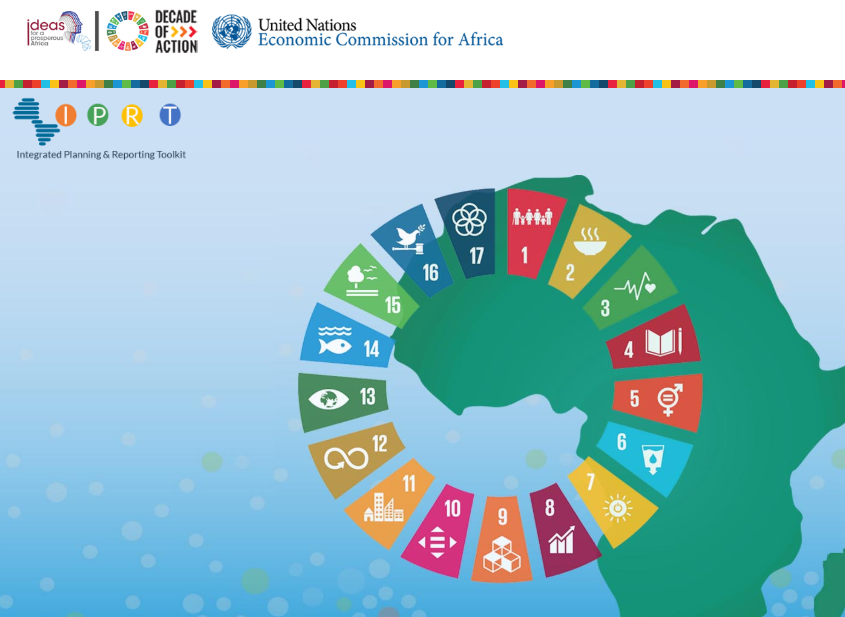 ideas
for a
prosperous
Africa
DECADE
OF >>>
ACTION
United Nations
Economic Commission for Africa
I P R T
Integrated Planning & Reporting Toolkit
1
2
3
4
5
6
7
8
9
10
11
12
13
14
15
16
17